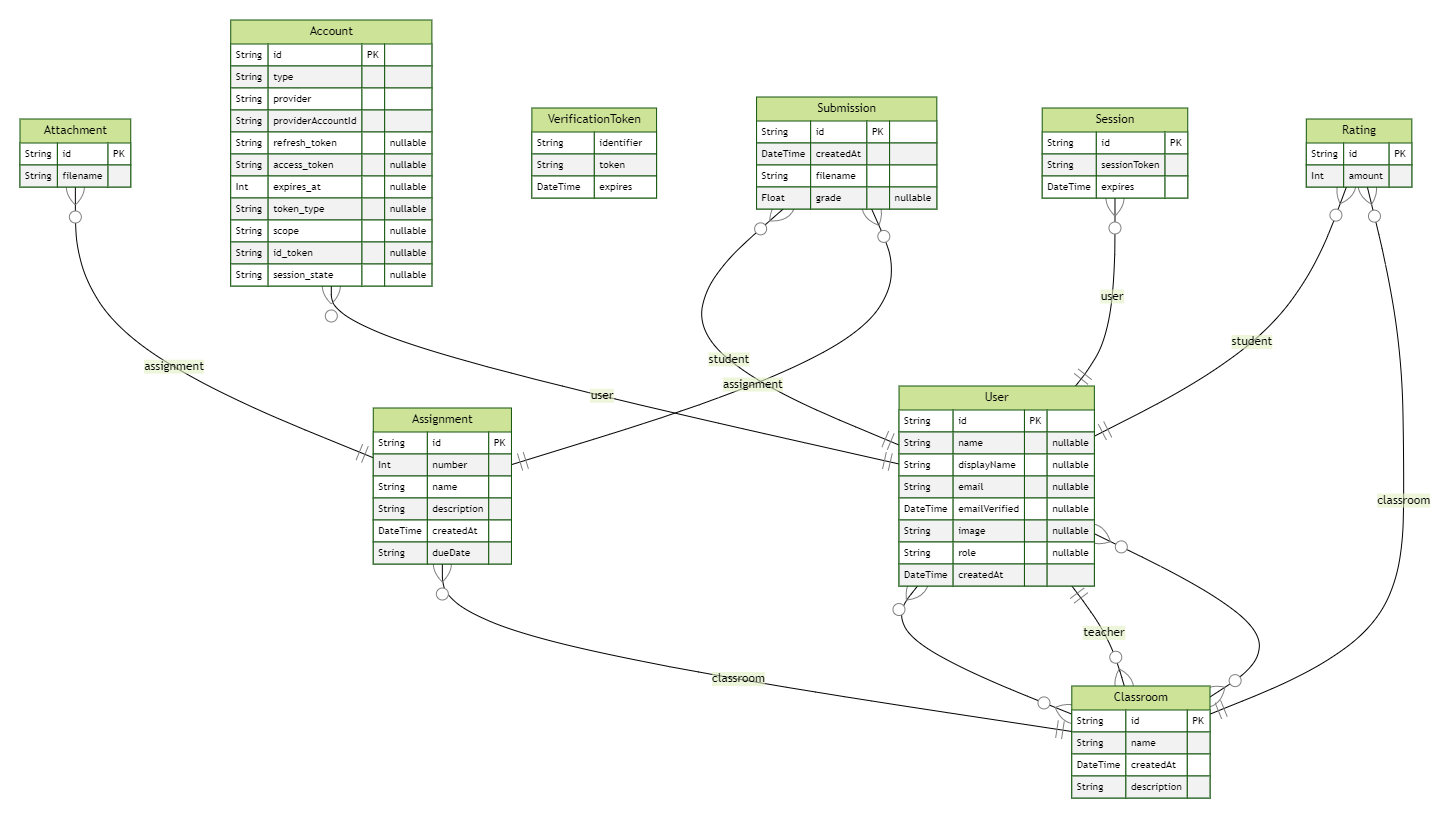 Account
String id PK
String type
String provider
String providerAccountId
String refresh_token nullable
String access_token nullable
Int expires_at nullable
String token_type nullable
String scope nullable
String id_token nullable
String session_state nullable
Attachment
String id PK
String filename
VerificationToken
String identifier
String token
DateTime expires
Submission
String id PK
DateTime createdAt
String filename
Float grade nullable
Session
String id PK
String sessionToken
DateTime expires
Rating
String id PK
Int amount
user
student
student
assignment
assignment
user
classroom
Assignment
String id PK
Int number
String name
String description
DateTime createdAt
String dueDate
User
String id PK
String name nullable
String displayName nullable
String email nullable
DateTime emailVerified nullable
String image nullable
String role nullable
DateTime createdAt
teacher
classroom
Classroom
String id PK
String name
DateTime createdAt
String description